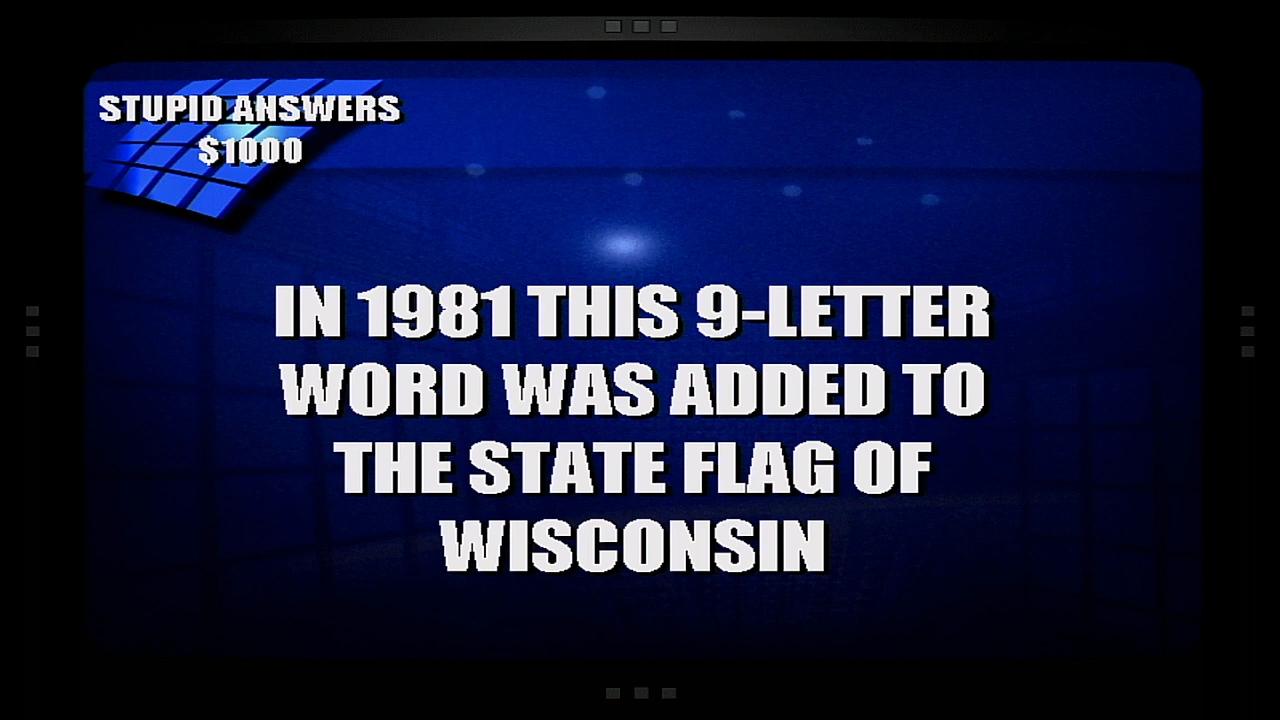 STUPID ANSWERS
$1000
IN 1981 THIS 9-LETTER
WORD WAS ADDED TO
THE STATE FLAG OF
WISCONSIN